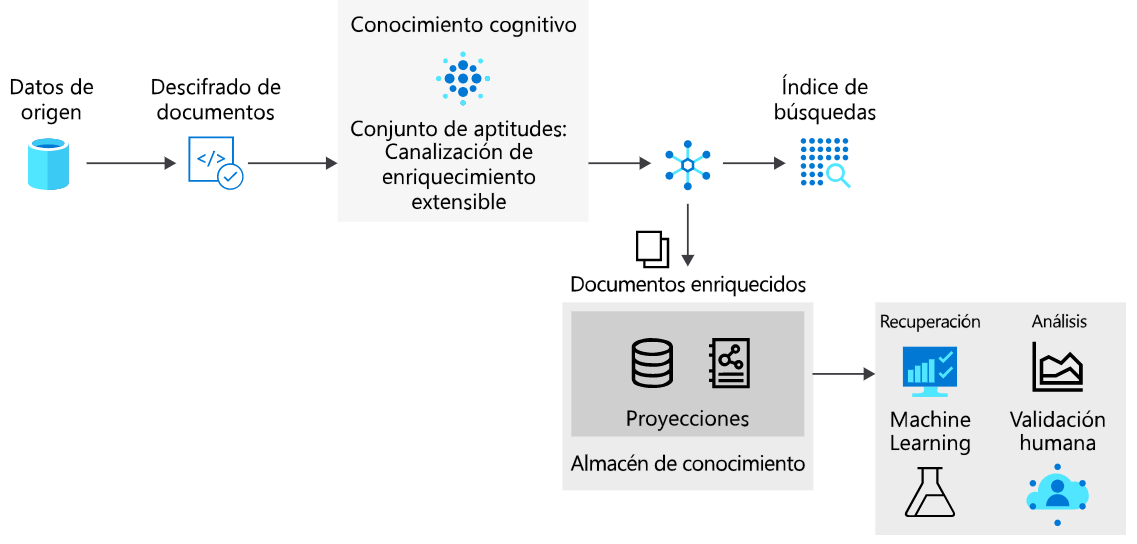 Conocimiento cognitivo
Datos de
origen
Descifrado de
documentos
</>
Conjunto de aptitudes:
Canalización de
enriquecimiento
extensible
Índice de
búsquedas
Documentos enriquecidos
Proyecciones
Almacén de conocimiento
Recuperación
Análisis
Machine
Learning
Validación
humana